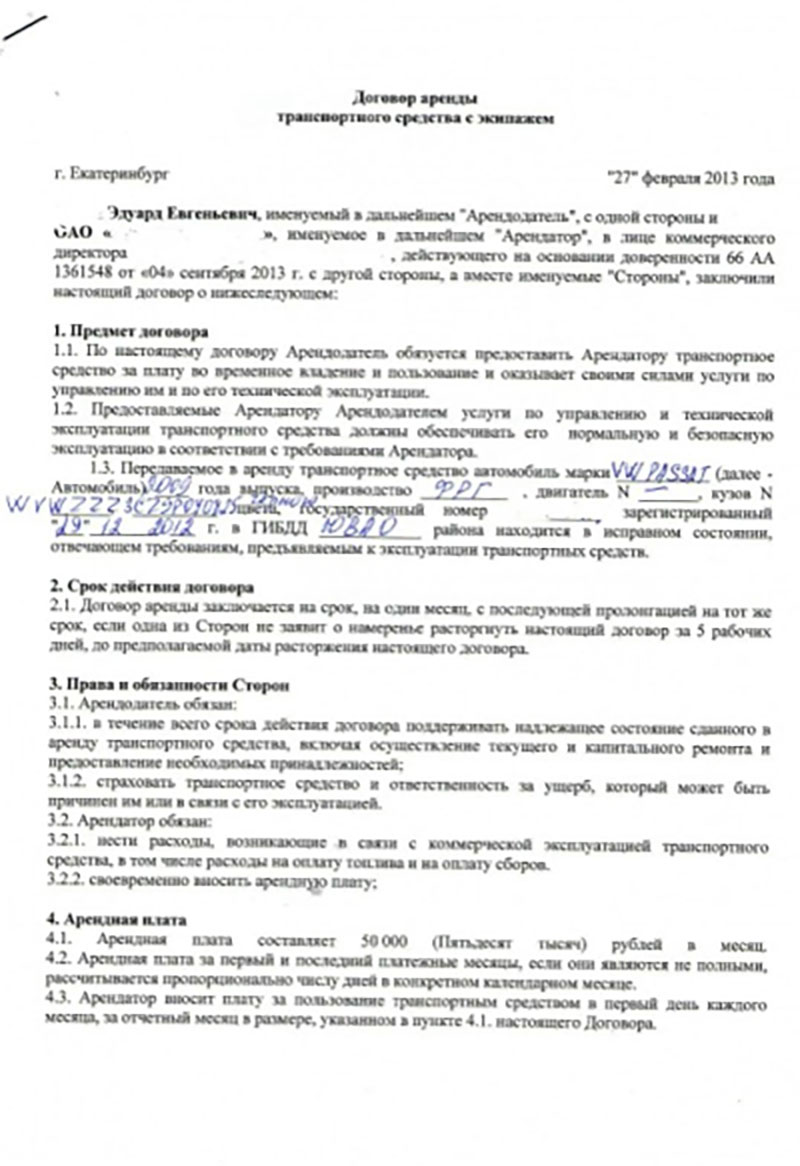 Договор аренды
транспортного средства с экипажем
г. Екатеринбург "27" февраля 2013 года
Эдуард Евгеньевич, именуемый в дальнейшем "Арендодатель", с одной стороны и
ОАО « », именуемое в дальнейшем "Арендатор", в лице коммерческого
директора , действующего на основании доверенности 66 АА
1361548 от «04» сентября 2013 г. с другой стороны, а вместе именуемые "Стороны", заключили
настоящий договор о нижеследующем:
1. Предмет договора
1.1. По настоящему договору Арендодатель обязуется предоставить Арендатору транспортное
средство за плату во временное владение и пользование и оказывает своими силами услуги по
управлению им и по его технической эксплуатации.
1.2. Предоставляемые Арендатору Арендодателем услуги по управлению и технической
эксплуатации транспортного средства должны обеспечивать его нормальную и безопасную
эксплуатацию в соответствии с требованиями Арендатора.
1.3. Передаваемое в аренду транспортное средство автомобиль марки VW PASSAT (далее -
Автомобиль) 2009 года выпуска, производство ФРГ , двигатель N — , кузов N
цвета, государственный номер зарегистрированный
"29" 12 2012 г. в ГИБДД ЮВАО района находится в исправном состоянии,
отвечающем требованиям, предъявляемым к эксплуатации транспортных средств.
2. Срок действия договора
2.1. Договор аренды заключается на срок, на один месяц, с последующей пролонгацией на тот же
срок, если одна из Сторон не заявит о намеренье расторгнуть настоящий договор за 5 рабочих
дней, до предполагаемой даты расторжения настоящего договора.
3. Права и обязанности Сторон
3.1. Арендодатель обязан:
3.1.1. в течение всего срока действия договора поддерживать надлежащее состояние сданного в
аренду транспортного средства, включая осуществление текущего и капитального ремонта и
предоставление необходимых принадлежностей;
3.1.2. страховать транспортное средство и ответственность за ущерб, который может быть
причинен им или в связи с его эксплуатацией.
3.2. Арендатор обязан:
3.2.1. нести расходы, возникающие в связи с коммерческой эксплуатацией транспортного
средства, в том числе расходы на оплату топлива и на оплату сборов.
3.2.2. своевременно вносить арендную плату;
4. Арендная плата
4.1. Арендная плата составляет 50 000 (Пятьдесят тысяч) рублей в месяц.
4.2. Арендная плата за первый и последний платежные месяцы, если они являются не полными,
рассчитывается пропорционально числу дней в конкретном календарном месяце.
4.3. Арендатор вносит плату за пользование транспортным средством в первый день каждого
месяца, за отчетный месяц в размере, указанном в пункте 4.1. настоящего Договора.